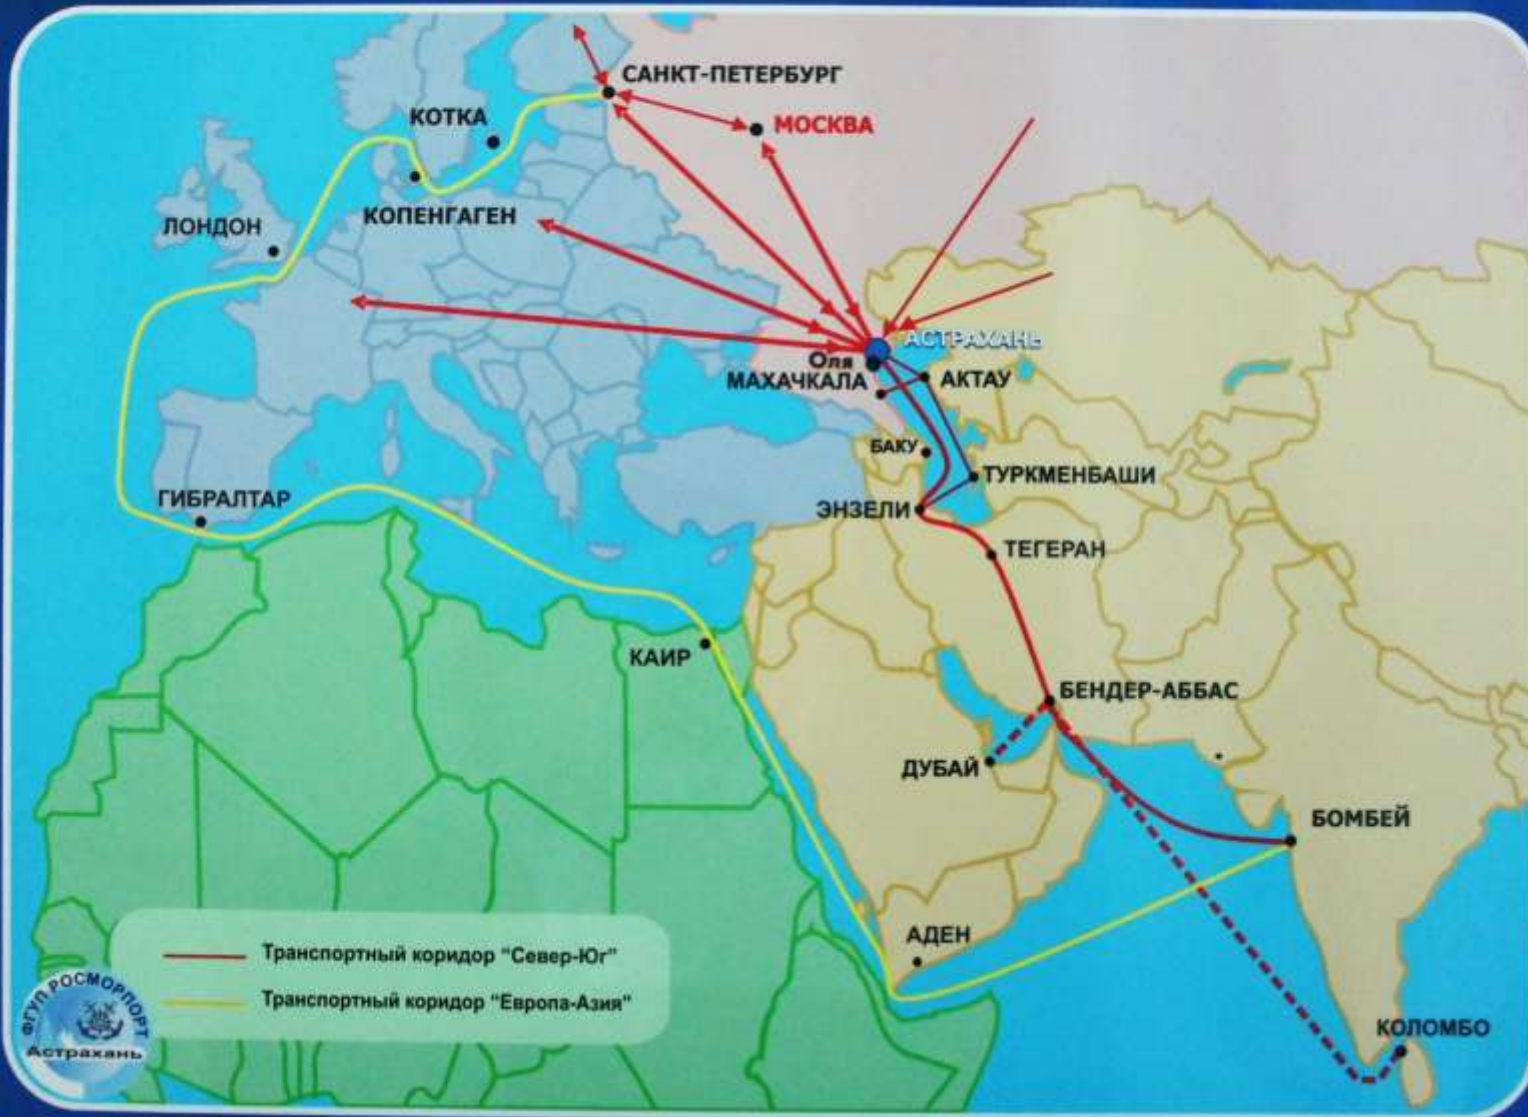 САНКТ-ПЕТЕРБУРГ
КОТКА
МОСКВА
КОПЕНГАГЕН
ЛОНДОН
АСТРАХАНЬ
Оля
МАХАЧКАЛА
АКТАУ
БАКУ
ТУРКМЕНБАШИ
ГИБРАЛТАР
ЭНЗЕЛИ
ТЕГЕРАН
КАИР
БЕНДЕР-АББАС
ДУБАЙ
БОМБЕЙ
АДЕН
Транспортный коридор "Север-Юг"
Транспортный коридор "Европа-Азия"
КОЛОМБО
ФГУП РОСМОРПОРТ
Астрахань